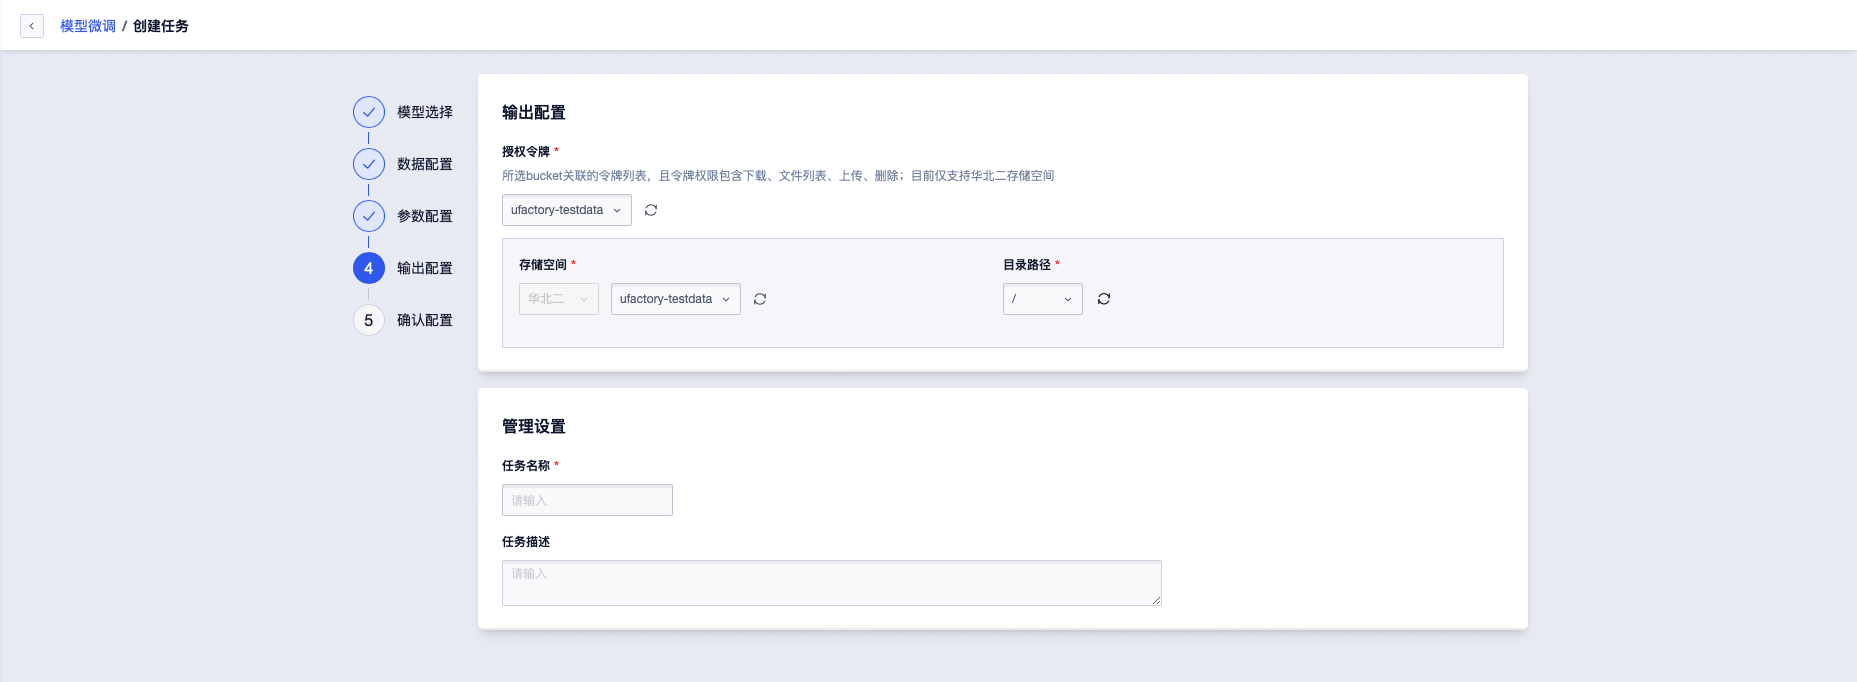 模型微调 / 创建任务
模型选择
数据配置
参数配置
4 输出配置
5 确认配置
输出配置
授权令牌 *
所选bucket关联的令牌列表，且令牌权限包含下载、文件列表、上传、删除；目前仅支持华北二存储空间
ufactory-testdata
存储空间 * 目录路径 *
华北二 ufactory-testdata /
管理设置
任务名称 *
请输入
任务描述
请输入